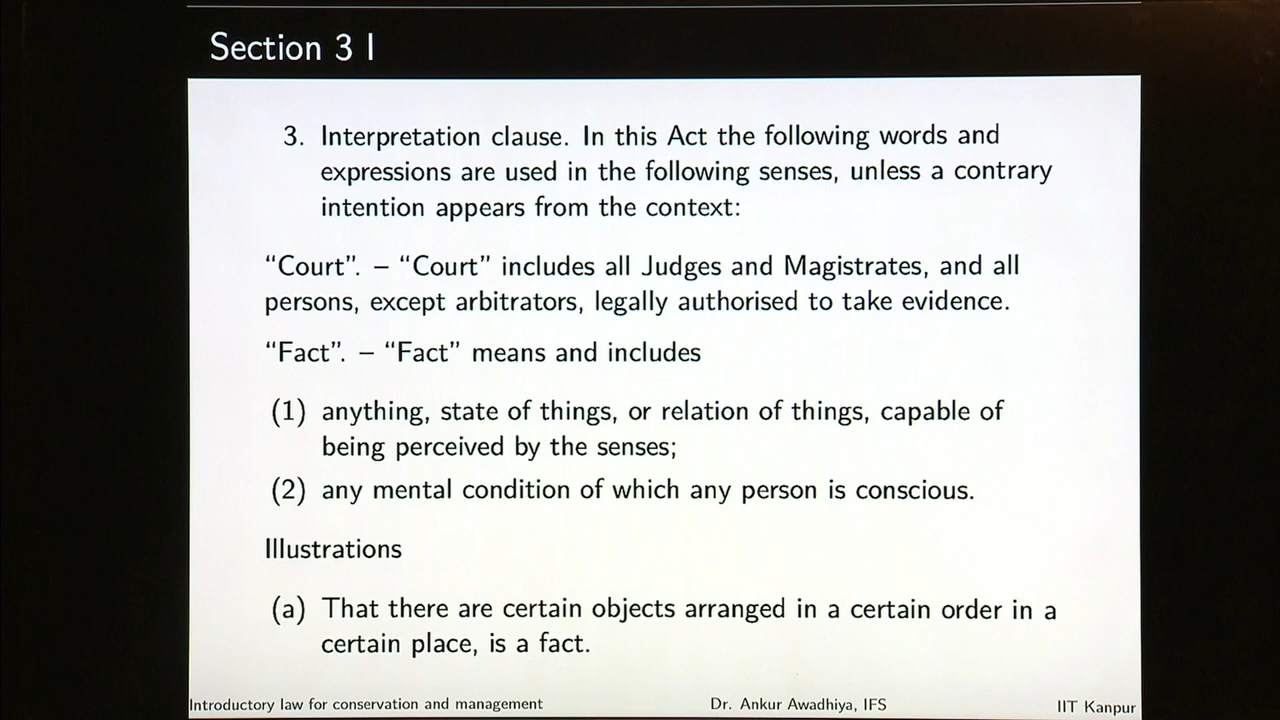 Section 3 I
3. Interpretation clause. In this Act the following words and
expressions are used in the following senses, unless a contrary
intention appears from the context:
“Court”. – “Court” includes all Judges and Magistrates, and all
persons, except arbitrators, legally authorised to take evidence.
“Fact”. – “Fact” means and includes
(1) anything, state of things, or relation of things, capable of
being perceived by the senses;
(2) any mental condition of which any person is conscious.
Illustrations
(a) That there are certain objects arranged in a certain order in a
certain place, is a fact.
Introductory law for conservation and management Dr. Ankur Awadhiya, IFS IIT Kanpur